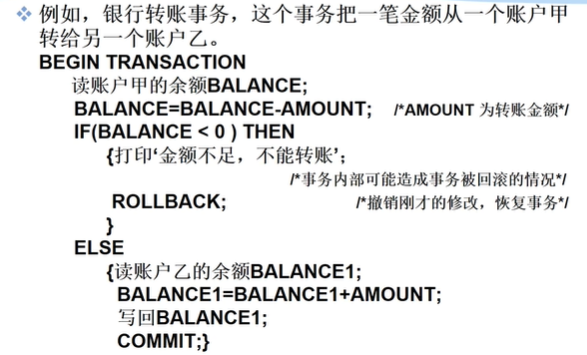 ❖ 例如，银行转账事务，这个事务把一笔金额从一个账户甲
转给另一个账户乙。
BEGIN TRANSACTION
读账户甲的余额BALANCE;
BALANCE=BALANCE-AMOUNT; /*AMOUNT 为转账金额*/
IF(BALANCE < 0 ) THEN
{打印‘金额不足，不能转账’;
/*事务内部可能造成事务被回滚的情况*/
ROLLBACK; /*撤销刚才的修改，恢复事务*/
}
ELSE
{读账户乙的余额BALANCE1;
BALANCE1=BALANCE1+AMOUNT;
写回BALANCE1;
COMMIT;}